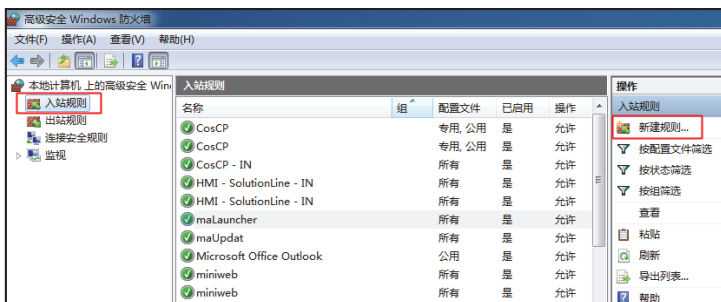 高级安全 Windows 防火墙
文件(F) 操作(A) 查看(V) 帮助(H)
本地计算机 上的高级安全 Win
入站规则
出站规则
连接安全规则
监视
入站规则
名称 组 配置文件 已启用 操作
CosCP 专用, 公用 是 允许
CosCP 专用, 公用 是 允许
CosCP - IN 所有 是 允许
HMI - SolutionLine - IN 所有 是 允许
HMI - SolutionLine - IN 所有 是 允许
maLauncher 所有 是 允许
maUpdat 所有 是 允许
Microsoft Office Outlook 公用 是 允许
miniweb 所有 是 允许
miniweb 所有 是 允许
操作
入站规则
新建规则...
按配置文件筛选
按状态筛选
按组筛选
查看
粘贴
刷新
导出列表...
帮助